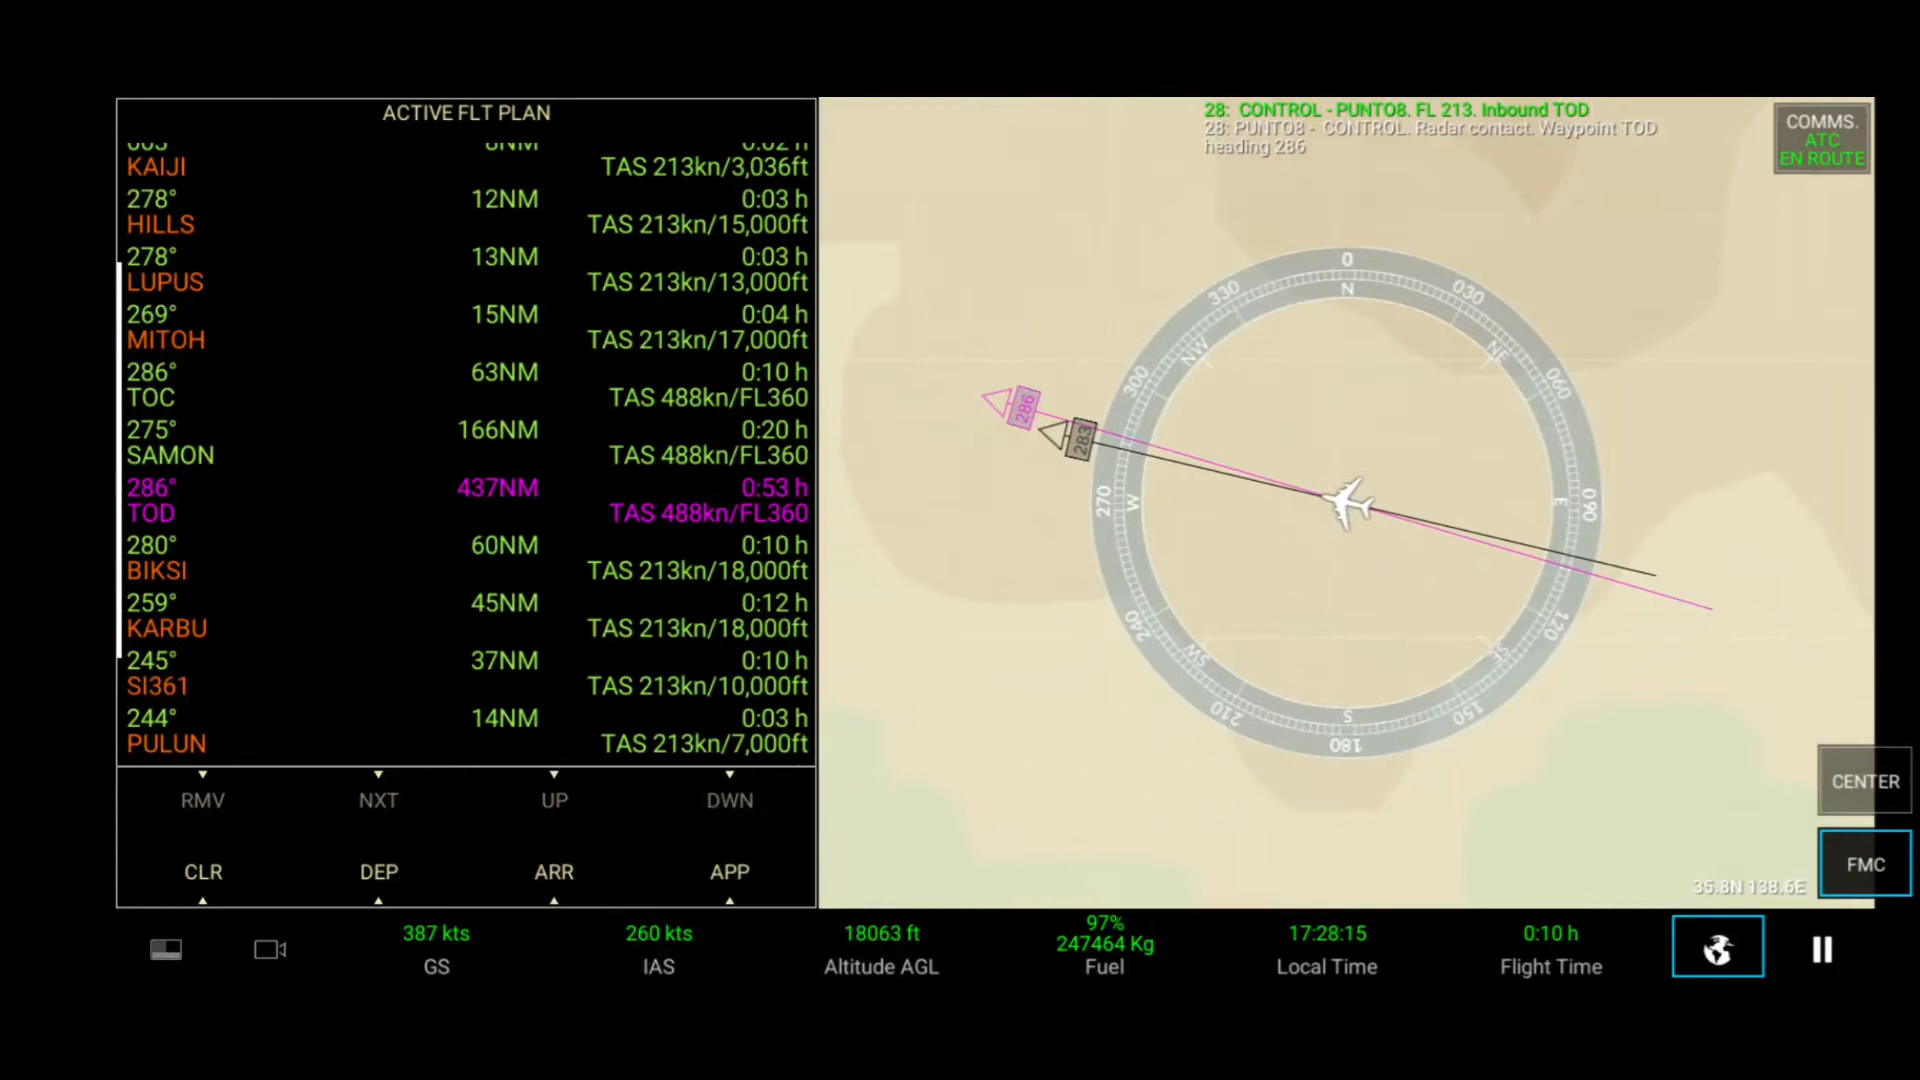 ACTIVE FLT PLAN
KAIJI TAS 213kn/3,036ft
278° 12NM 0:03 h
HILLS TAS 213kn/15,000ft
278° 13NM 0:03 h
LUPUS TAS 213kn/13,000ft
269° 15NM 0:04 h
MITOH TAS 213kn/17,000ft
286° 63NM 0:10 h
TOC TAS 488kn/FL360
275° 166NM 0:20 h
SAMON TAS 488kn/FL360
286° 437NM 0:53 h
TOD TAS 488kn/FL360
280° 60NM 0:10 h
BIKSI TAS 213kn/18,000ft
259° 45NM 0:12 h
KARBU TAS 213kn/18,000ft
245° 37NM 0:10 h
SI361 TAS 213kn/10,000ft
244° 14NM 0:03 h
PULUN TAS 213kn/7,000ft
RMV NXT UP DWN
CLR DEP ARR APP
28: CONTROL - PUNTO8. FL 213. Inbound TOD
28: PUNTO8 - CONTROL. Radar contact. Waypoint TOD
heading 286
COMMS.
ATC
EN ROUTE
0
030
060
090
120
150
180
210
240
270
300
330
N
NE
E
SE
S
SW
W
NW
286
283
CENTER
FMC
35.8N 138.6E
387 kts
GS
260 kts
IAS
18063 ft
Altitude AGL
97%
247464 Kg
Fuel
17:28:15
Local Time
0:10 h
Flight Time